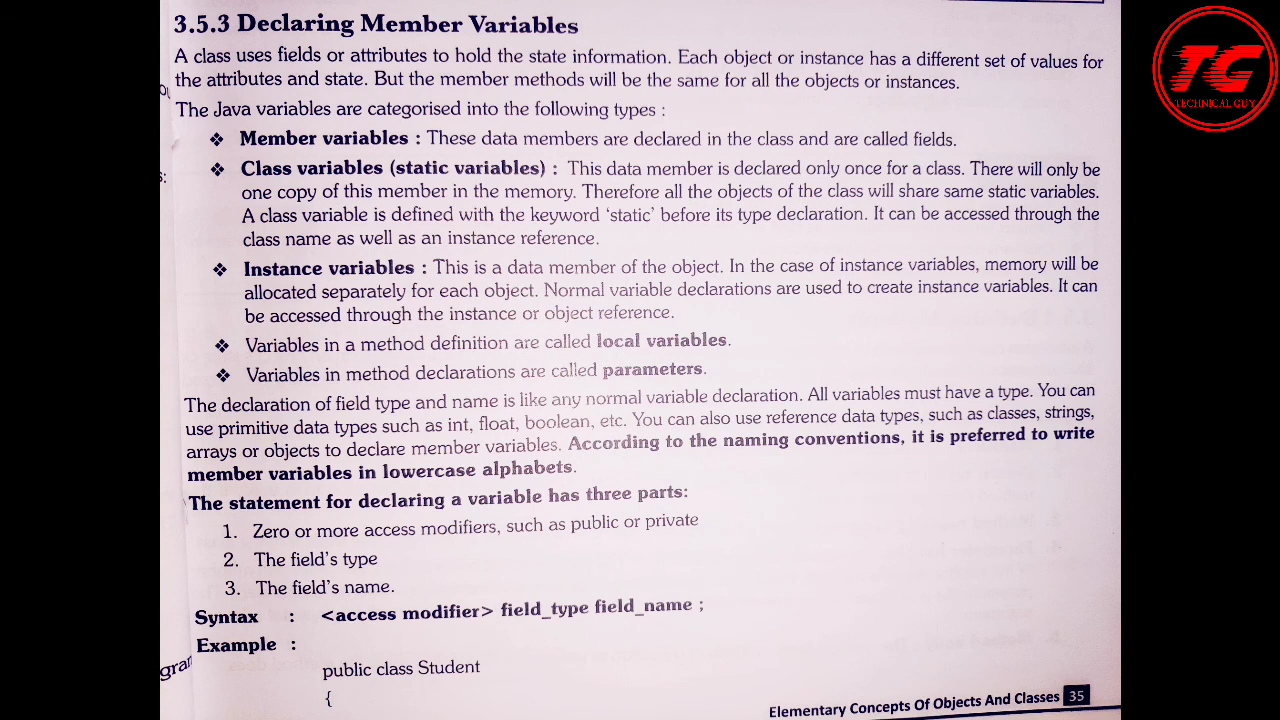 3.5.3 Declaring Member Variables
A class uses fields or attributes to hold the state information. Each object or instance has a different set of values for
the attributes and state. But the member methods will be the same for all the objects or instances.
The Java variables are categorised into the following types :
❖ Member variables : These data members are declared in the class and are called fields.
❖ Class variables (static variables) : This data member is declared only once for a class. There will only be
one copy of this member in the memory. Therefore all the objects of the class will share same static variables.
A class variable is defined with the keyword ‘static’ before its type declaration. It can be accessed through the
class name as well as an instance reference.
❖ Instance variables : This is a data member of the object. In the case of instance variables, memory will be
allocated separately for each object. Normal variable declarations are used to create instance variables. It can
be accessed through the instance or object reference.
❖ Variables in a method definition are called local variables.
❖ Variables in method declarations are called parameters.
The declaration of field type and name is like any normal variable declaration. All variables must have a type. You can
use primitive data types such as int, float, boolean, etc. You can also use reference data types, such as classes, strings,
arrays or objects to declare member variables. According to the naming conventions, it is preferred to write
member variables in lowercase alphabets.
The statement for declaring a variable has three parts:
1. Zero or more access modifiers, such as public or private
2. The field's type
3. The field's name.
Syntax : <access modifier> field_type field_name ;
Example :
public class Student
{
Elementary Concepts Of Objects And Classes 35
TG
TECHNICAL GUY